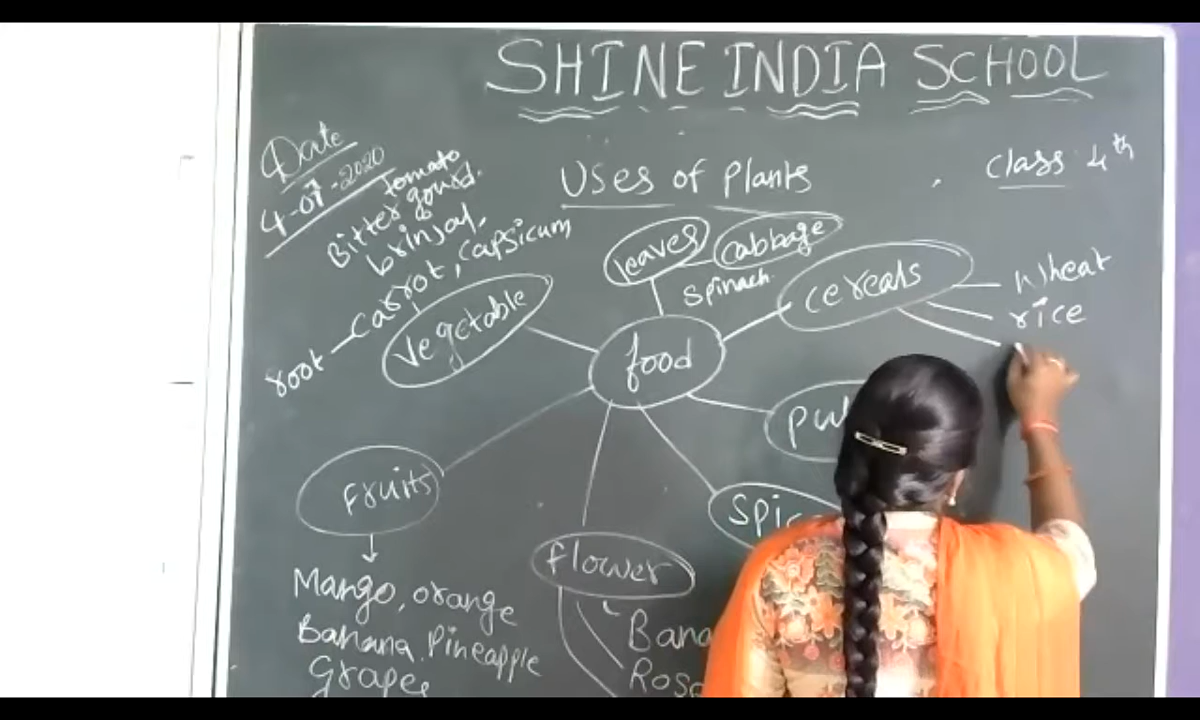 SHINE INDIA SCHOOL
Date
4-07-2020
Class 4th
Uses of Plants
tomato
Bitter gourd.
brinjal.
root — carrot, capsicum
vegetable
leaves
cabbage
spinach
cereals
wheat
rice
food
fruits
Mango, orange
Banana. Pineapple
Grapes
flower